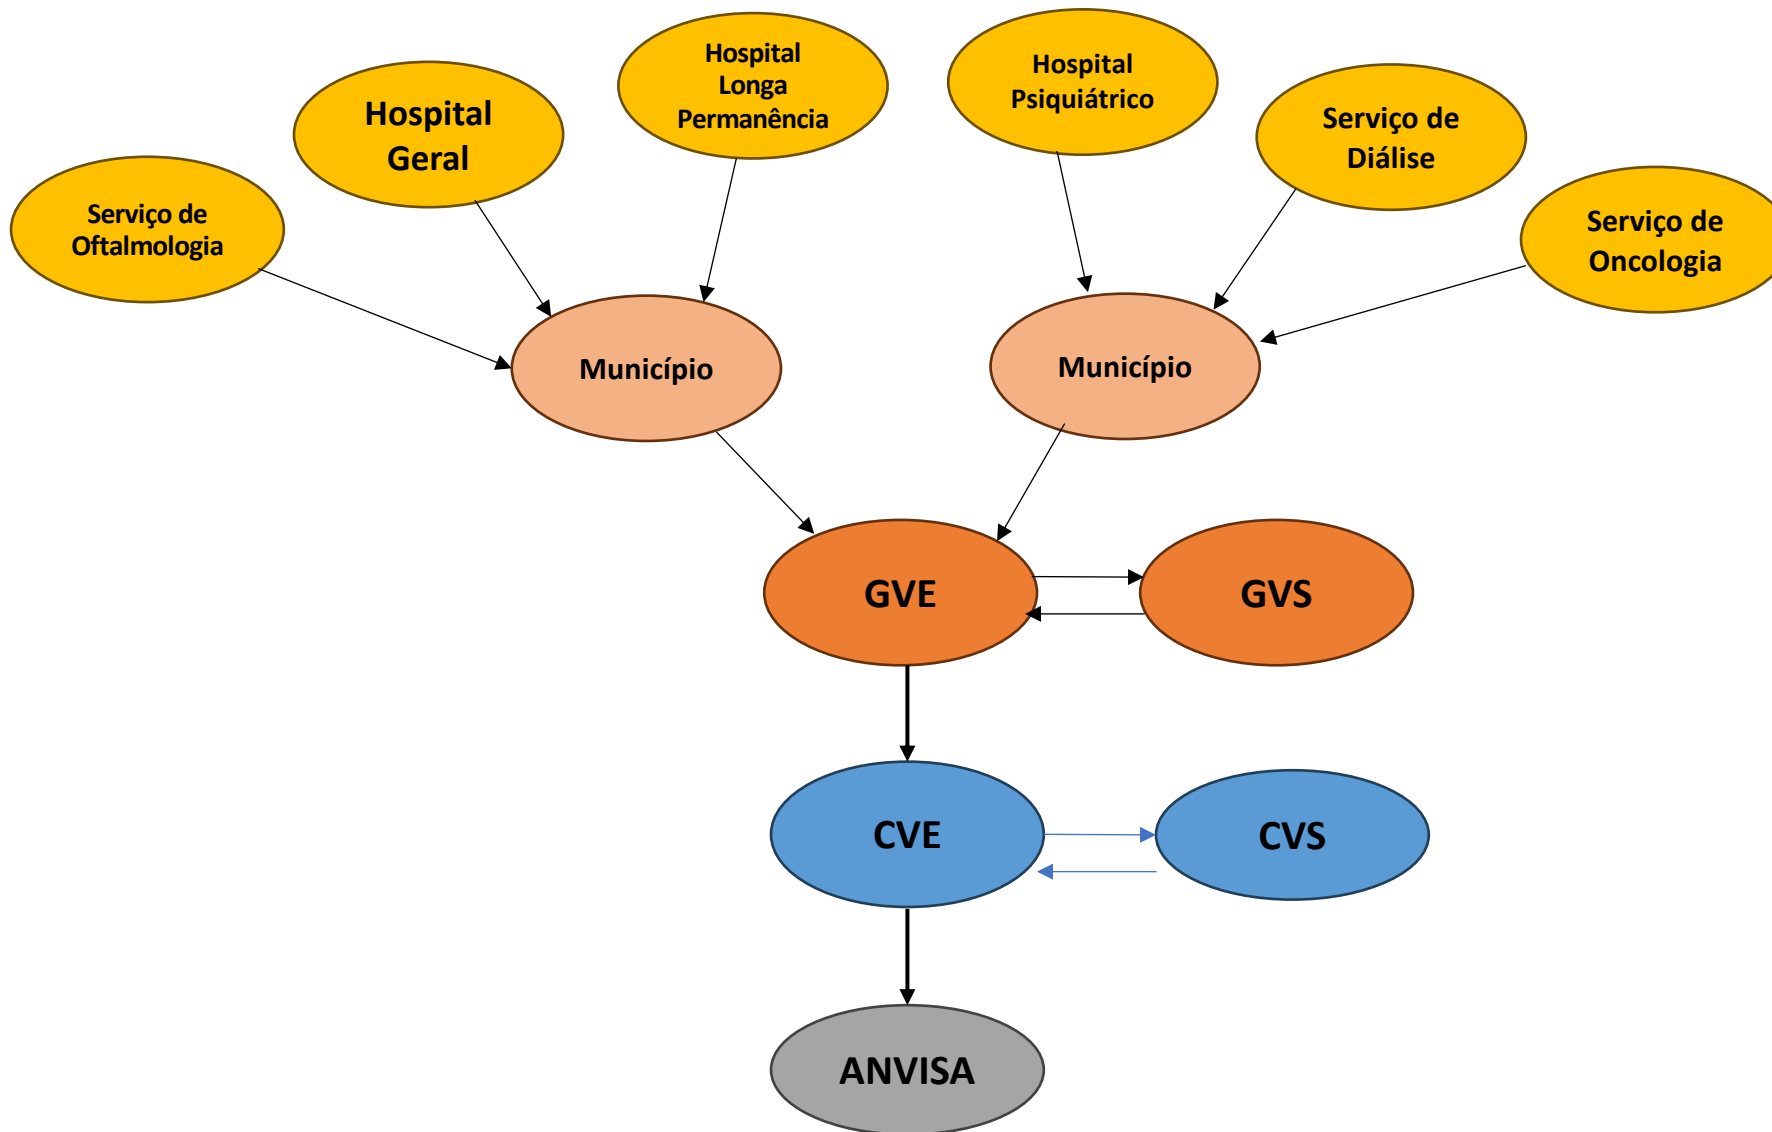 Hospital
Longa
Permanência
Hospital
Psiquiátrico
Hospital
Geral
Serviço de
Diálise
Serviço de
Oftalmologia
Serviço de
Oncologia
Município
Município
GVE
GVS
CVE
CVS
ANVISA